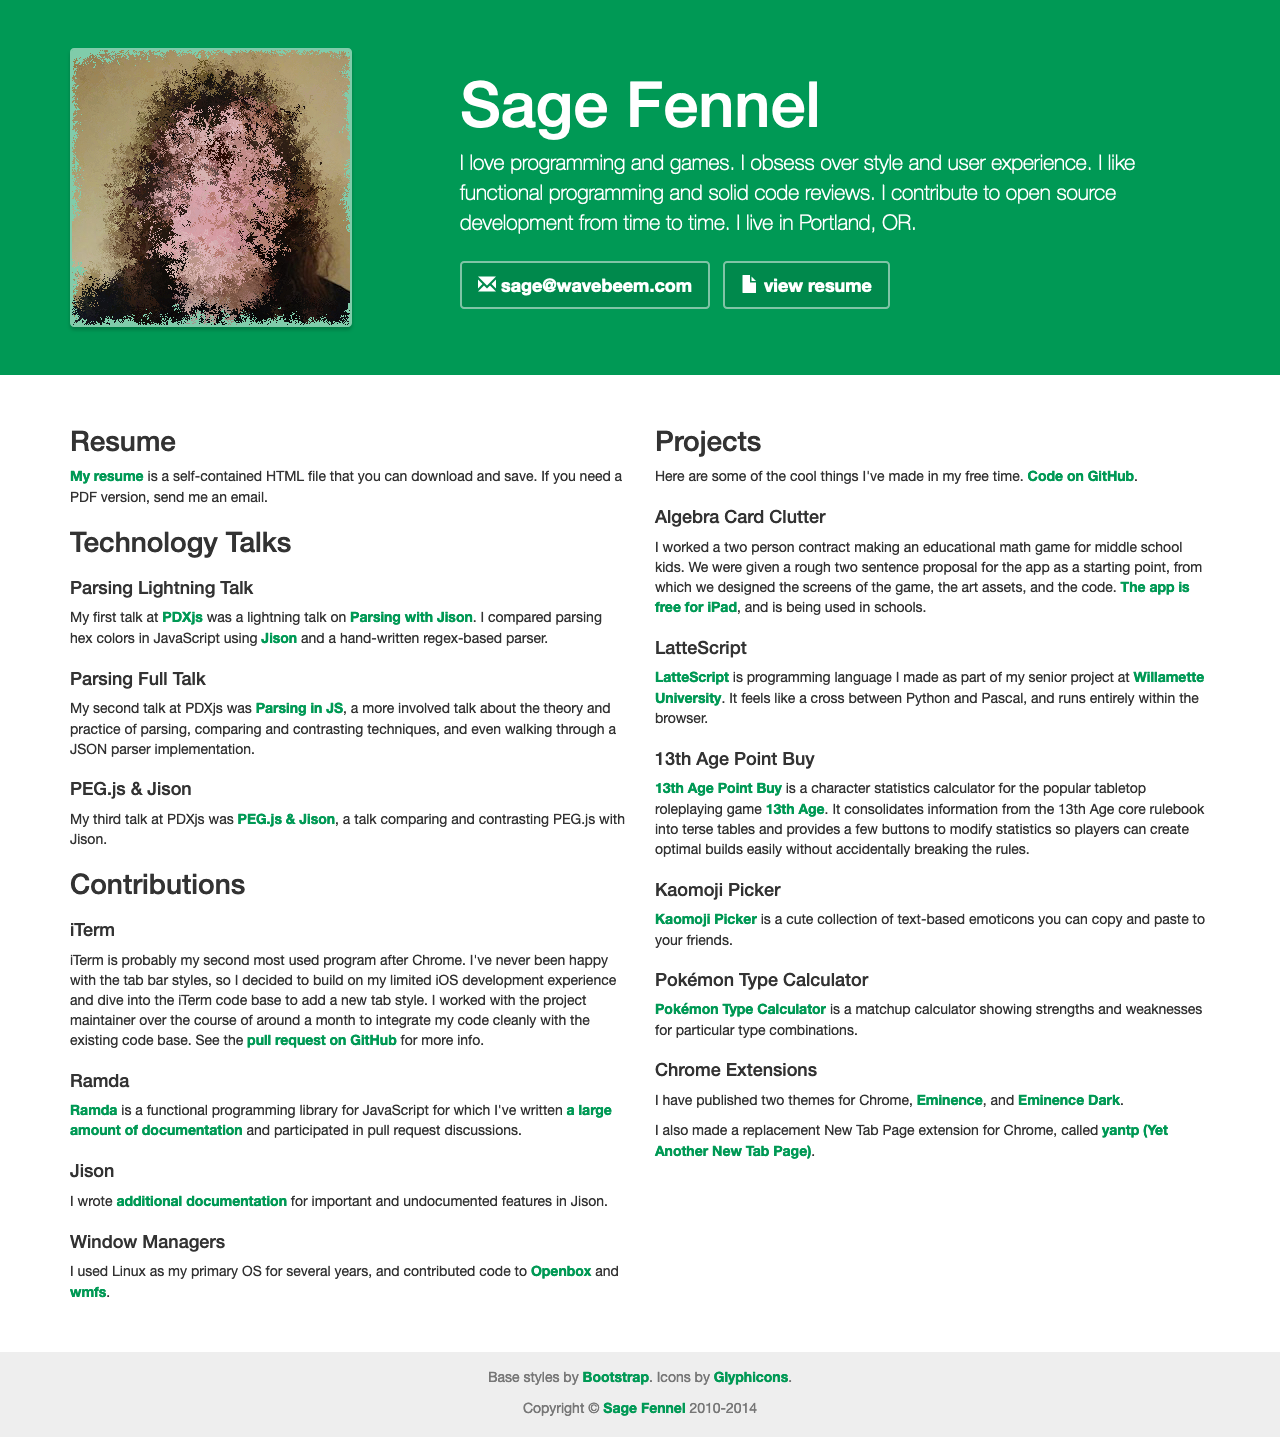 Sage Fennel
I love programming and games. I obsess over style and user experience. I like
functional programming and solid code reviews. I contribute to open source
development from time to time. I live in Portland, OR.
sage@wavebeem.com
view resume
Resume
My resume is a self-contained HTML file that you can download and save. If you need a
PDF version, send me an email.
Technology Talks
Parsing Lightning Talk
My first talk at PDXjs was a lightning talk on Parsing with Jison. I compared parsing
hex colors in JavaScript using Jison and a hand-written regex-based parser.
Parsing Full Talk
My second talk at PDXjs was Parsing in JS, a more involved talk about the theory and
practice of parsing, comparing and contrasting techniques, and even walking through a
JSON parser implementation.
PEG.js & Jison
My third talk at PDXjs was PEG.js & Jison, a talk comparing and contrasting PEG.js with
Jison.
Contributions
iTerm
iTerm is probably my second most used program after Chrome. I've never been happy
with the tab bar styles, so I decided to build on my limited iOS development experience
and dive into the iTerm code base to add a new tab style. I worked with the project
maintainer over the course of around a month to integrate my code cleanly with the
existing code base. See the pull request on GitHub for more info.
Ramda
Ramda is a functional programming library for JavaScript for which I've written a large
amount of documentation and participated in pull request discussions.
Jison
I wrote additional documentation for important and undocumented features in Jison.
Window Managers
I used Linux as my primary OS for several years, and contributed code to Openbox and
wmfs.
Projects
Here are some of the cool things I've made in my free time. Code on GitHub.
Algebra Card Clutter
I worked a two person contract making an educational math game for middle school
kids. We were given a rough two sentence proposal for the app as a starting point, from
which we designed the screens of the game, the art assets, and the code. The app is
free for iPad, and is being used in schools.
LatteScript
LatteScript is programming language I made as part of my senior project at Willamette
University. It feels like a cross between Python and Pascal, and runs entirely within the
browser.
13th Age Point Buy
13th Age Point Buy is a character statistics calculator for the popular tabletop
roleplaying game 13th Age. It consolidates information from the 13th Age core rulebook
into terse tables and provides a few buttons to modify statistics so players can create
optimal builds easily without accidentally breaking the rules.
Kaomoji Picker
Kaomoji Picker is a cute collection of text-based emoticons you can copy and paste to
your friends.
Pokémon Type Calculator
Pokémon Type Calculator is a matchup calculator showing strengths and weaknesses
for particular type combinations.
Chrome Extensions
I have published two themes for Chrome, Eminence, and Eminence Dark.
I also made a replacement New Tab Page extension for Chrome, called yantp (Yet
Another New Tab Page).
Base styles by Bootstrap. Icons by Glyphicons.
Copyright © Sage Fennel 2010-2014